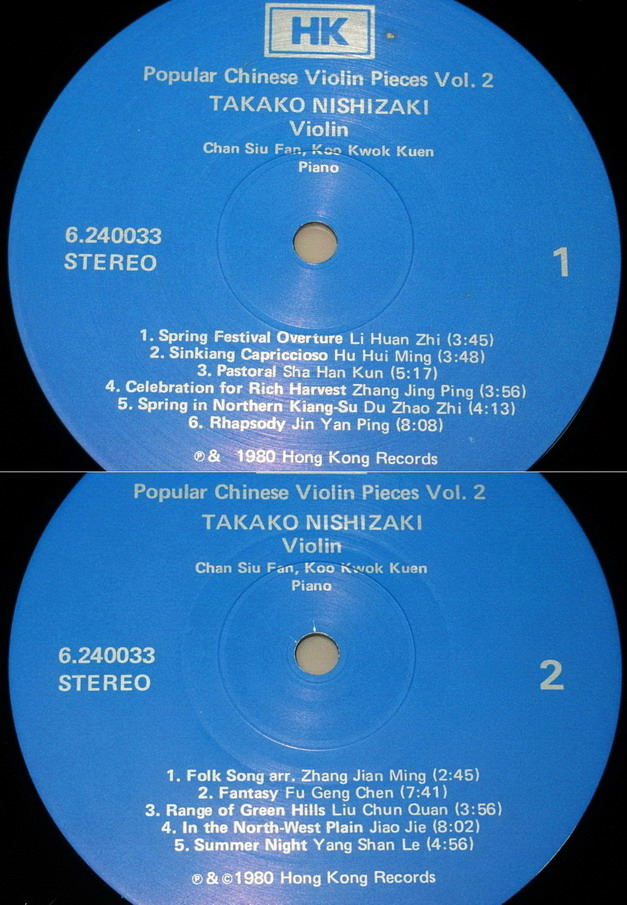 HK
Popular Chinese Violin Pieces Vol. 2
TAKAKO NISHIZAKI
Violin
Chan Siu Fan, Koo Kwok Kuen
Piano
6.240033
STEREO
1
1. Spring Festival Overture Li Huan Zhi (3:45)
2. Sinkiang Capriccioso Hu Hui Ming (3:48)
3. Pastoral Sha Han Kun (5:17)
4. Celebration for Rich Harvest Zhang Jing Ping (3:56)
5. Spring in Northern Kiang-Su Du Zhao Zhi (4:13)
6. Rhapsody Jin Yan Ping (8:08)
℗ & 1980 Hong Kong Records
Popular Chinese Violin Pieces Vol. 2
TAKAKO NISHIZAKI
Violin
Chan Siu Fan, Koo Kwok Kuen
Piano
6.240033
STEREO
2
1. Folk Song arr. Zhang Jian Ming (2:45)
2. Fantasy Fu Geng Chen (7:41)
3. Range of Green Hills Liu Chun Quan (3:56)
4. In the North-West Plain Jiao Jie (8:02)
5. Summer Night Yang Shan Le (4:56)
℗ & ©1980 Hong Kong Records